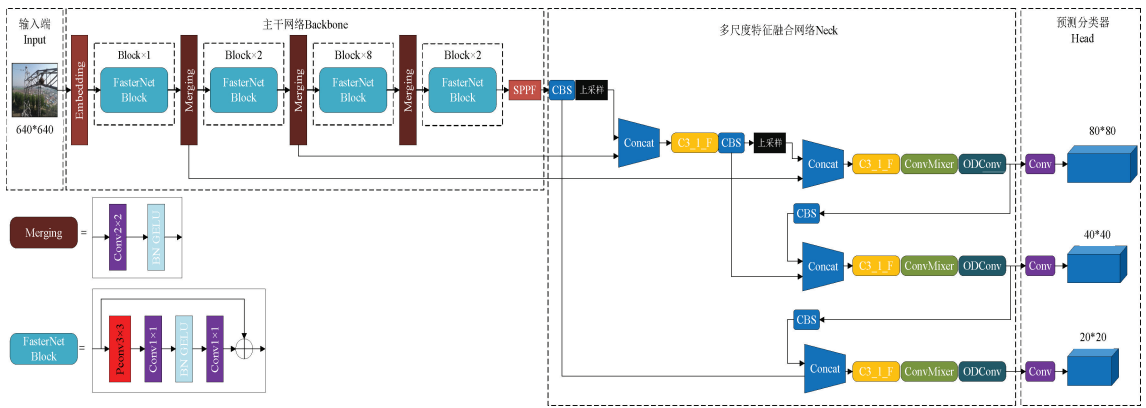 输入端
Input
主干网络Backbone
多尺度特征融合网络Neck
预测分类器
Head
640*640
Embedding
Block×1
FasterNet
Block
Merging
Block×2
FasterNet
Block
Merging
Block×8
FasterNet
Block
Merging
Block×2
FasterNet
Block
SPPF
CBS
上采样
Concat
C3_1_F
CBS
上采样
Concat
C3_1_F
ConvMixer
ODConv
Conv
80*80
CBS
Concat
C3_1_F
ConvMixer
ODConv
Conv
40*40
CBS
Concat
C3_1_F
ConvMixer
ODConv
Conv
20*20
Merging
=
Conv2×2
BN GELU
FasterNet
Block
=
Pconv3×3
Conv1×1
BN GELU
Conv1×1